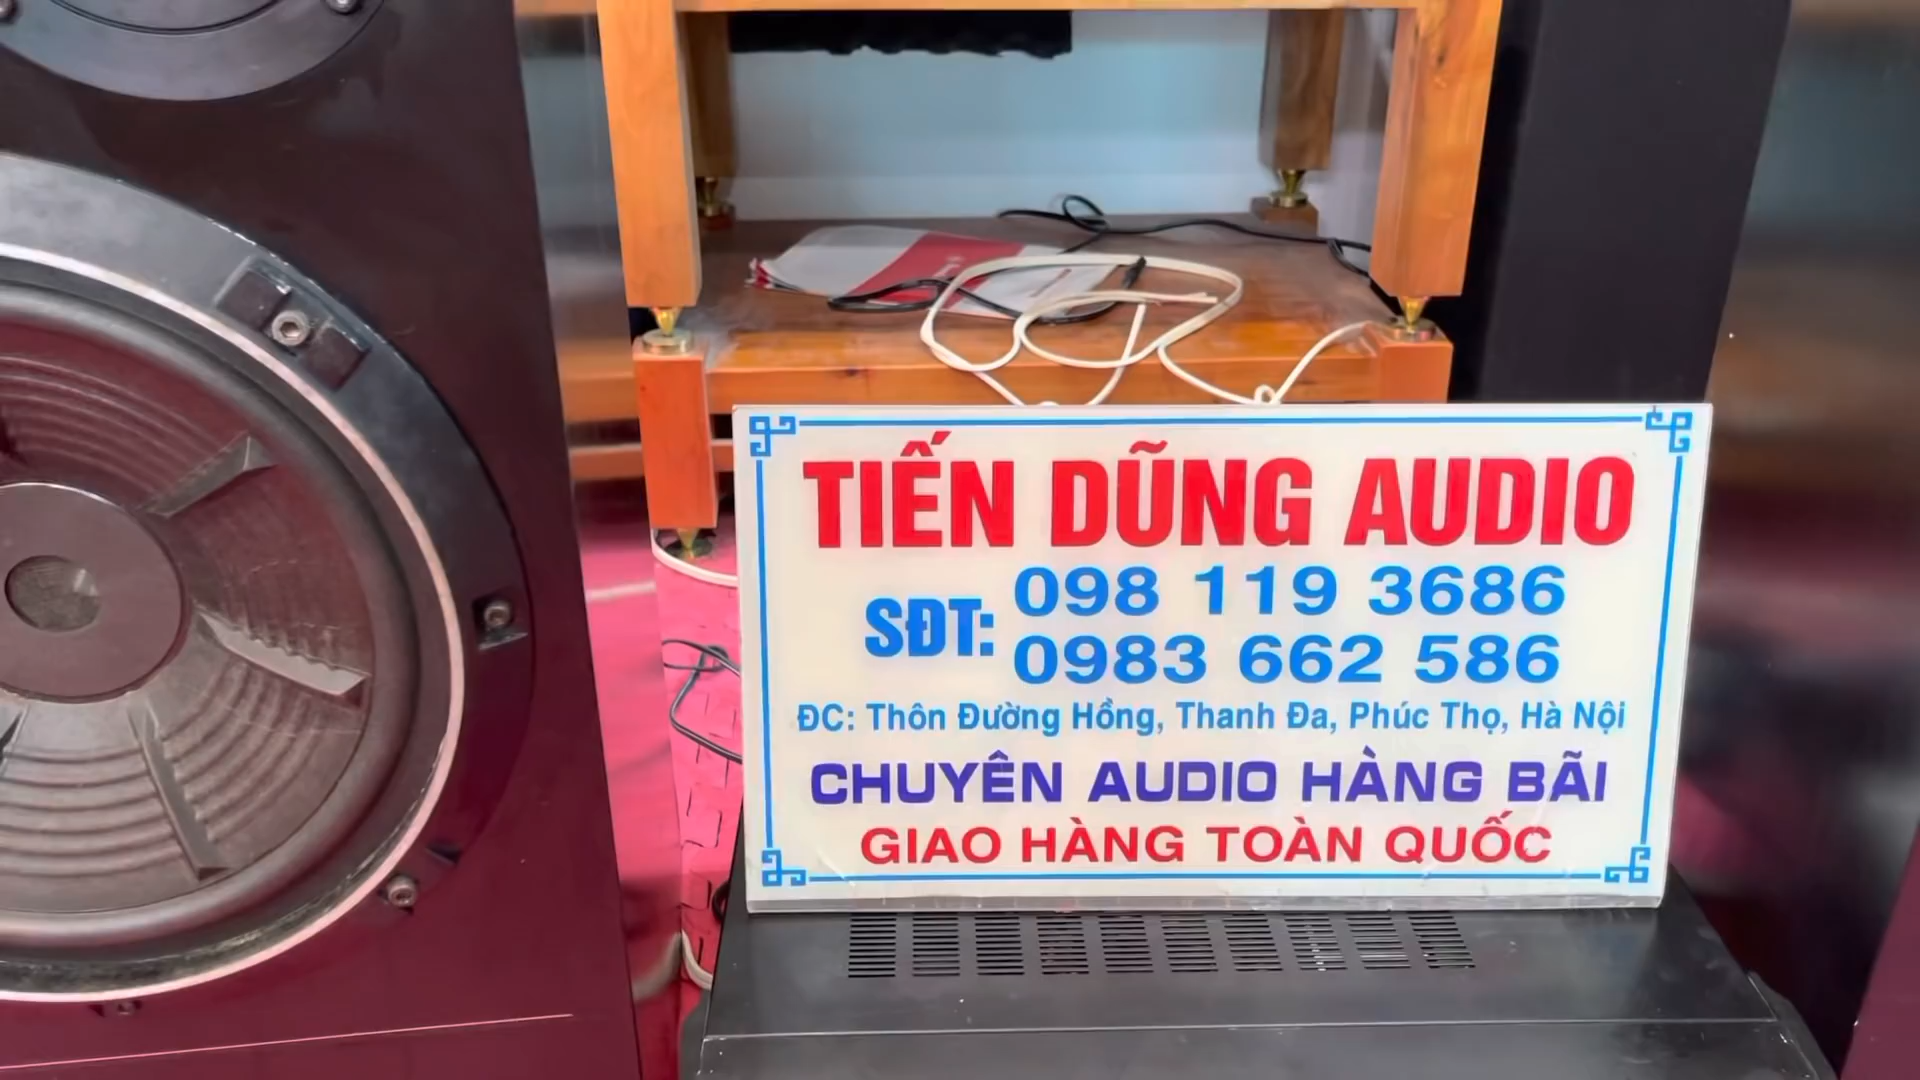 TIẾN DŨNG AUDIO
SĐT: 098 119 3686
0983 662 586
ĐC: Thôn Đường Hồng, Thanh Đa, Phúc Thọ, Hà Nội
CHUYÊN AUDIO HÀNG BÃI
GIAO HÀNG TOÀN QUỐC